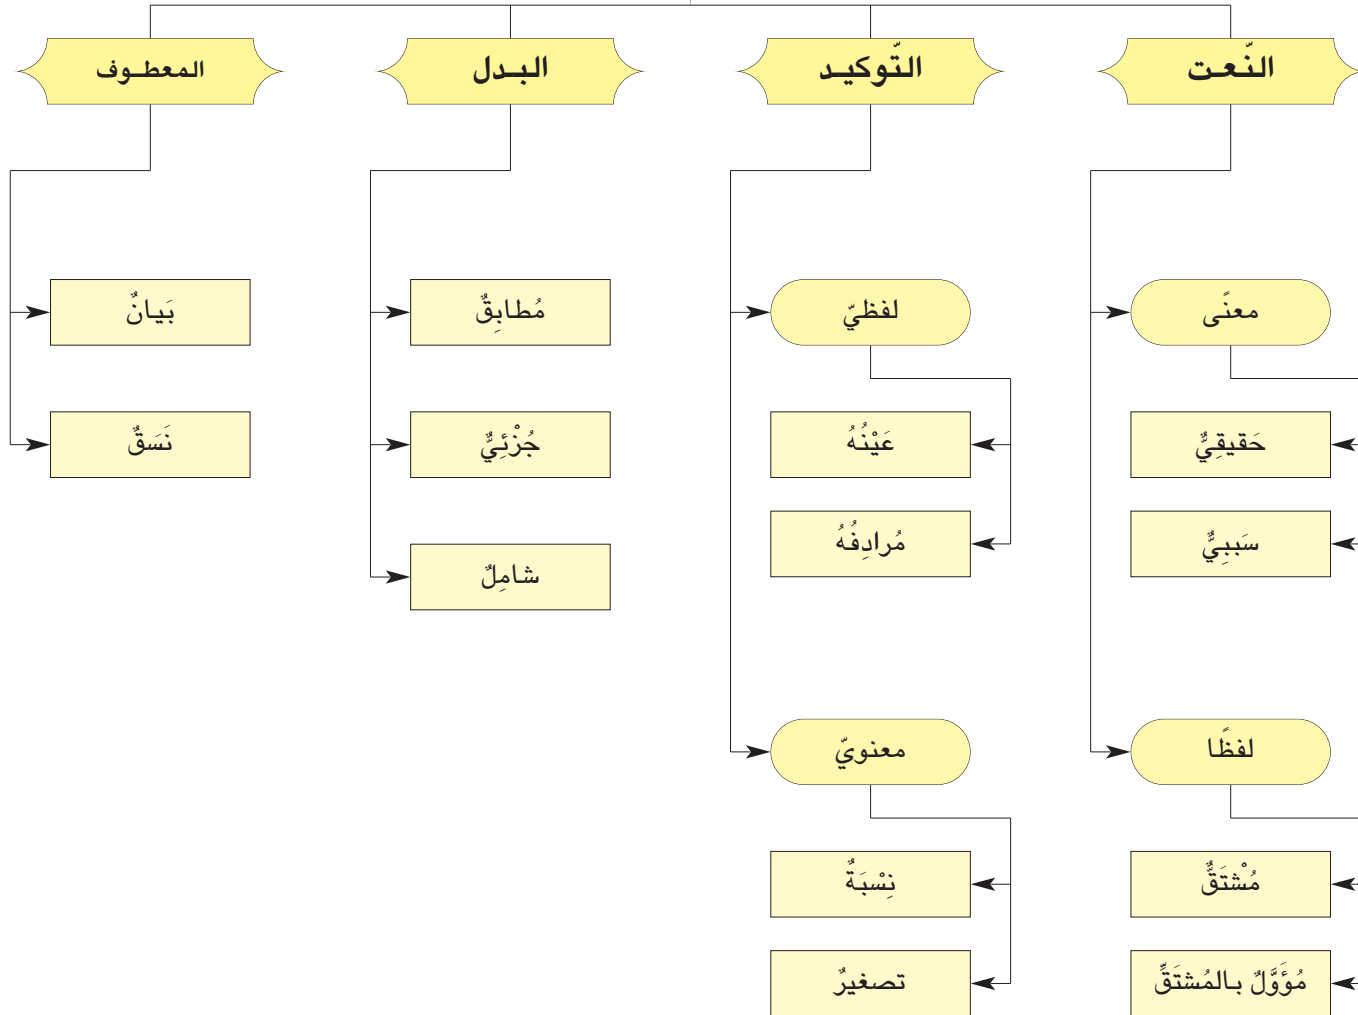 النّعت
التّوكيد
البدل
المعطوف
معنًى
لفظيّ
مُطابِقٌ
بَيانٌ
حَقيقِيٌّ
عَيْنُهُ
جُزْئِيٌّ
نَسَقٌ
سَببِيٌّ
مُرادِفُهُ
شامِلٌ
لفظًا
معنويّ
مُشْتَقٌّ
نِسْبَةٌ
مُؤَوَّلٌ بالمُشتَقِّ
تصغيرٌ